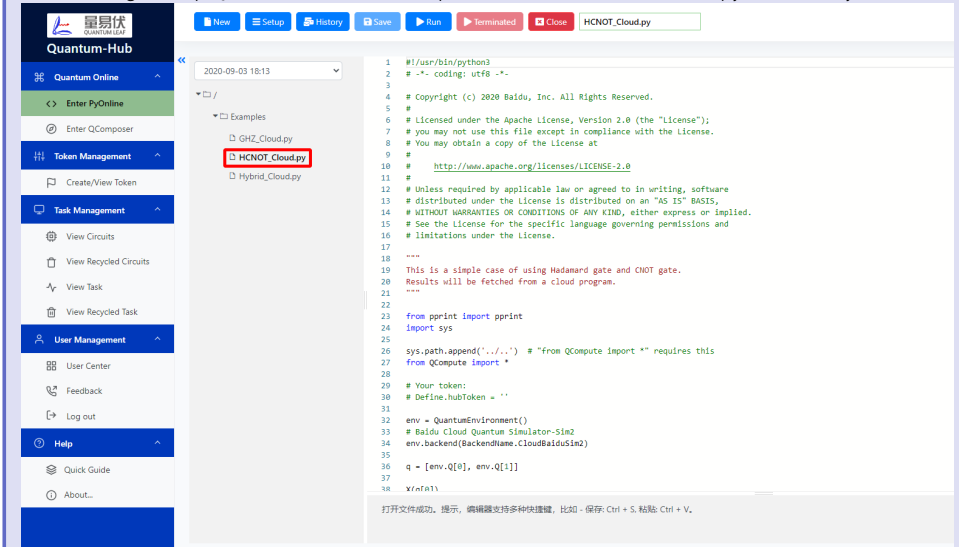 量易伏
QUANTUM LEAF
Quantum-Hub
New
Setup
History
Save
Run
Terminated
Close
HCNOT_Cloud.py
Quantum Online
Enter PyOnline
Enter QComposer
Token Management
Create/View Token
Task Management
View Circuits
View Recycled Circuits
View Task
View Recycled Task
User Management
User Center
Feedback
Log out
Help
Quick Guide
About...
2020-09-03 18:13
/
Examples
GHZ_Cloud.py
HCNOT_Cloud.py
Hybrid_Cloud.py
1 #!/usr/bin/python3
2 # -*- coding: utf8 -*-
3
4 # Copyright (c) 2020 Baidu, Inc. All Rights Reserved.
5 #
6 # Licensed under the Apache License, Version 2.0 (the "License");
7 # you may not use this file except in compliance with the License.
8 # You may obtain a copy of the License at
9 #
10 #     http://www.apache.org/licenses/LICENSE-2.0
11 #
12 # Unless required by applicable law or agreed to in writing, software
13 # distributed under the License is distributed on an "AS IS" BASIS,
14 # WITHOUT WARRANTIES OR CONDITIONS OF ANY KIND, either express or implied.
15 # See the License for the specific language governing permissions and
16 # limitations under the License.
17
18 """
19 This is a simple case of using Hadamard gate and CNOT gate.
20 Results will be fetched from a cloud program.
21 """
22
23 from pprint import pprint
24 import sys
25
26 sys.path.append('../..')  # "from QCompute import *" requires this
27 from QCompute import *
28
29 # Your token:
30 # Define.hubToken = ''
31
32 env = QuantumEnvironment()
33 # Baidu Cloud Quantum Simulator-Sim2
34 env.backend(BackendName.CloudBaiduSim2)
35
36 q = [env.Q[0], env.Q[1]]
37
38 X(q[0])
打开文件成功。提示，编辑器支持多种快捷键，比如 - 保存: Ctrl + S. 粘贴: Ctrl + V。